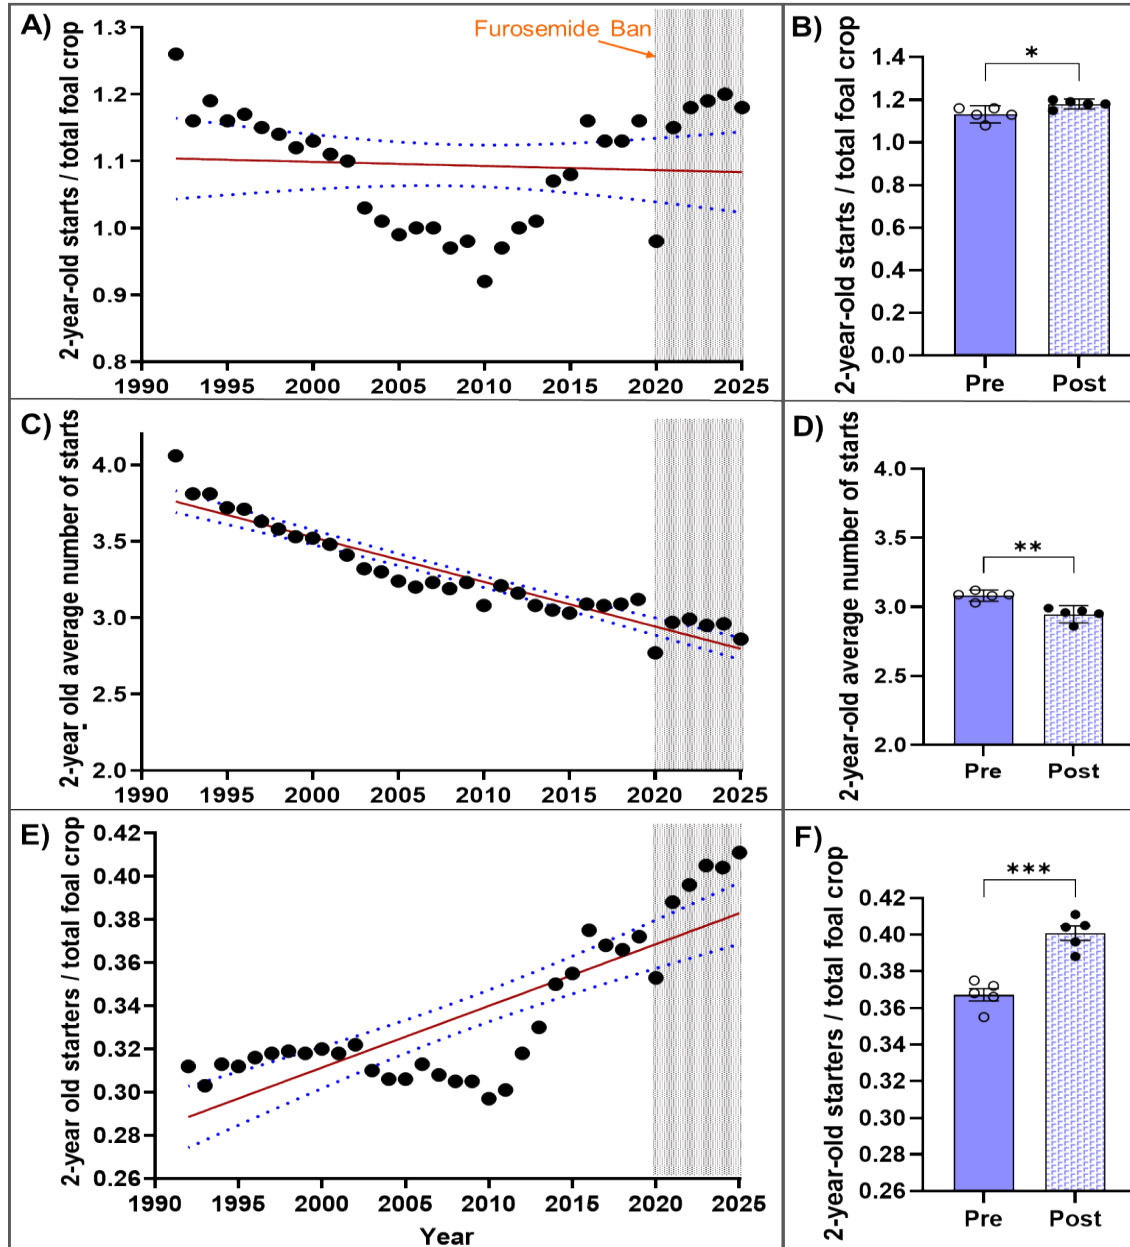 A)
2-year-old starts / total foal crop
1.3
1.2
1.1
1.0
0.9
0.8
Furosemide Ban
1990 1995 2000 2005 2010 2015 2020 2025
B)
2-year-old starts / total foal crop
1.4
1.2
1.0
0.8
0.6
0.4
0.2
0.0
*
Pre Post
C)
2-year old average number of starts
4.0
3.5
3.0
2.5
2.0
1990 1995 2000 2005 2010 2015 2020 2025
D)
2-year-old average number of starts
4.0
3.5
3.0
2.5
2.0
**
Pre Post
E)
2-year old starters / total foal crop
0.42
0.40
0.38
0.36
0.34
0.32
0.30
0.28
0.26
1990 1995 2000 2005 2010 2015 2020 2025
Year
F)
2-year-old starters / total foal crop
0.42
0.40
0.38
0.36
0.34
0.32
0.30
0.28
0.26
***
Pre Post